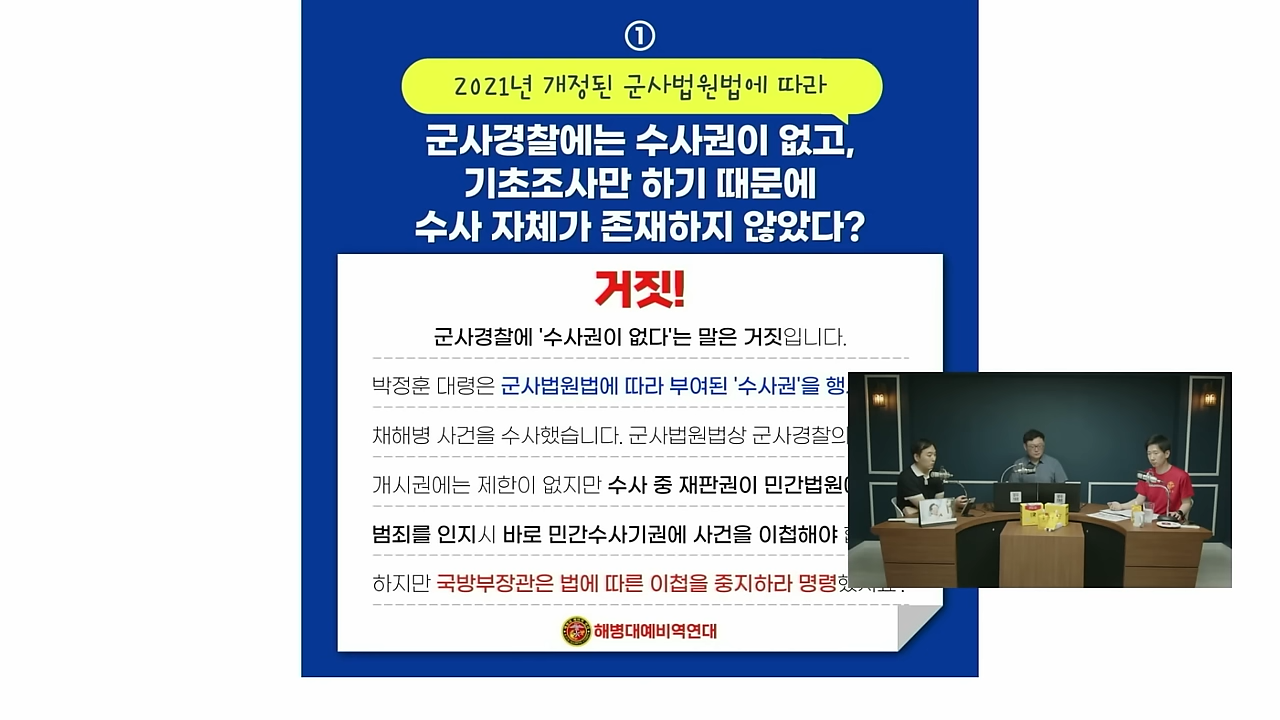 ①
2021년 개정된 군사법원법에 따라
군사경찰에는 수사권이 없고,
기초조사만 하기 때문에
수사 자체가 존재하지 않았다?
거짓!
군사경찰에 '수사권이 없다'는 말은 거짓입니다.
박정훈 대령은 군사법원법에 따라 부여된 '수사권'을
채해병 사건을 수사했습니다. 군사법원법상 군사경찰의
개시권에는 제한이 없지만 수사 중 재판권이
범죄를 인지시 바로 민간수사기권에 사건을 이첩해야
하지만 국방부장관은 법에 따른 이첩을 중지하라 명령
해병대예비역연대